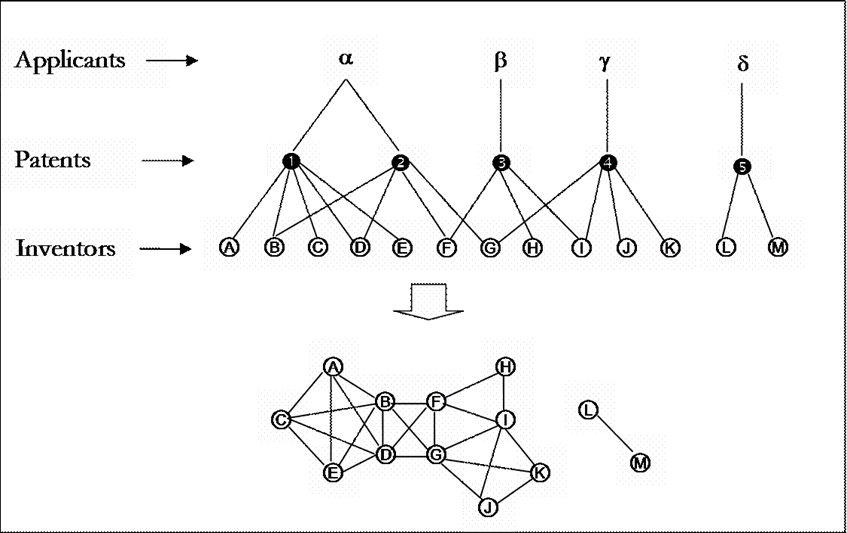 Applicants α β γ δ
Patents 1 2 3 4 5
Inventors A B C D E F G H I J K L M
A H
B F L
C I
D G M
E K
J